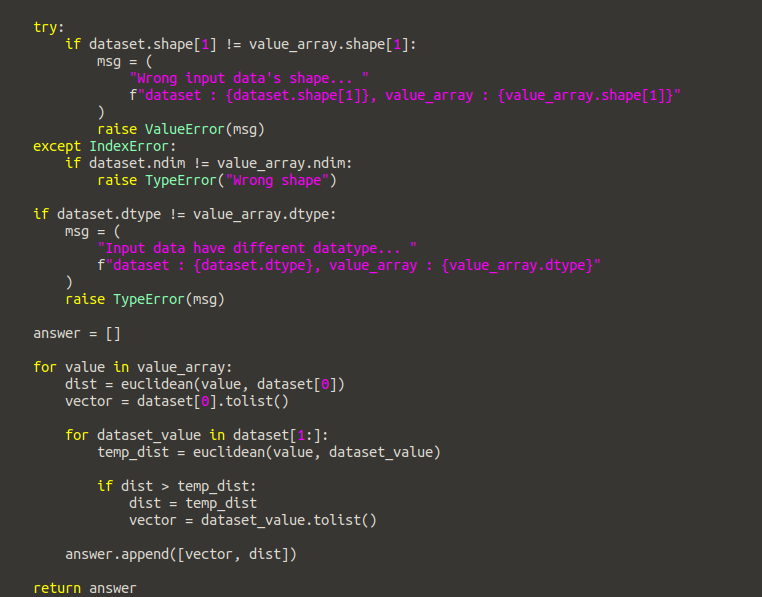 try:
if dataset.shape[1] != value_array.shape[1]:
msg = (
"Wrong input data's shape... "
f"dataset : {dataset.shape[1]}, value_array : {value_array.shape[1]}"
)
raise ValueError(msg)
except IndexError:
if dataset.ndim != value_array.ndim:
raise TypeError("Wrong shape")
if dataset.dtype != value_array.dtype:
msg = (
"Input data have different datatype... "
f"dataset : {dataset.dtype}, value_array : {value_array.dtype}"
)
raise TypeError(msg)
answer = []
for value in value_array:
dist = euclidean(value, dataset[0])
vector = dataset[0].tolist()
for dataset_value in dataset[1:]:
temp_dist = euclidean(value, dataset_value)
if dist > temp_dist:
dist = temp_dist
vector = dataset_value.tolist()
answer.append([vector, dist])
return answer